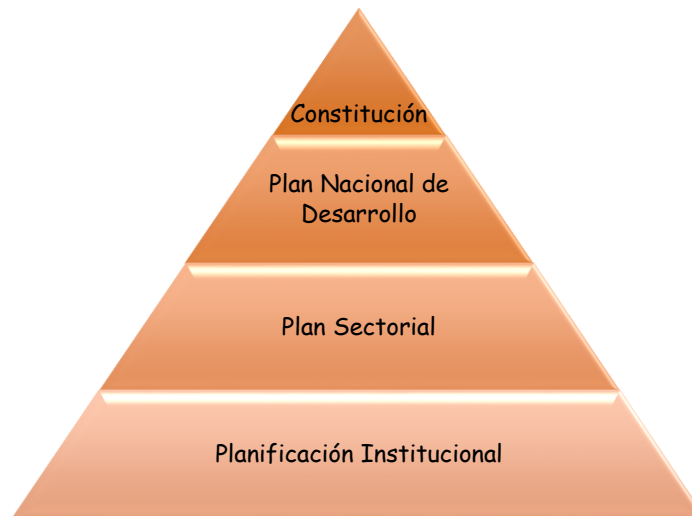 Constitución
Plan Nacional de
Desarrollo
Plan Sectorial
Planificación Institucional